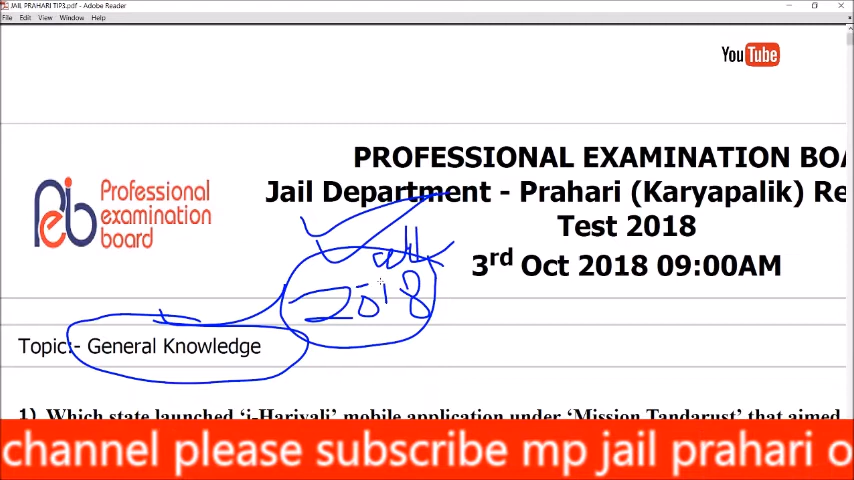 JAIL PRAHARI TIP3.pdf - Adobe Reader
File Edit View Window Help
YouTube
PROFESSIONAL EXAMINATION BOA
Peb Professional
examination
board
Jail Department - Prahari (Karyapalik) Re
Test 2018
3rd Oct 2018 09:00AM
2018
Topic:- General Knowledge
1) Which state launched ‘i-Hariyali’ mobile application under ‘Mission Tandarust’ that aimed
channel please subscribe mp jail prahari o